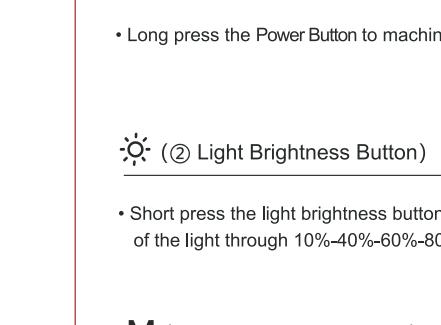 • Long press the Power Button to
(② Light Brightness Button)
• Short press the light brightness button
of the light through 10%-40%-60%-80